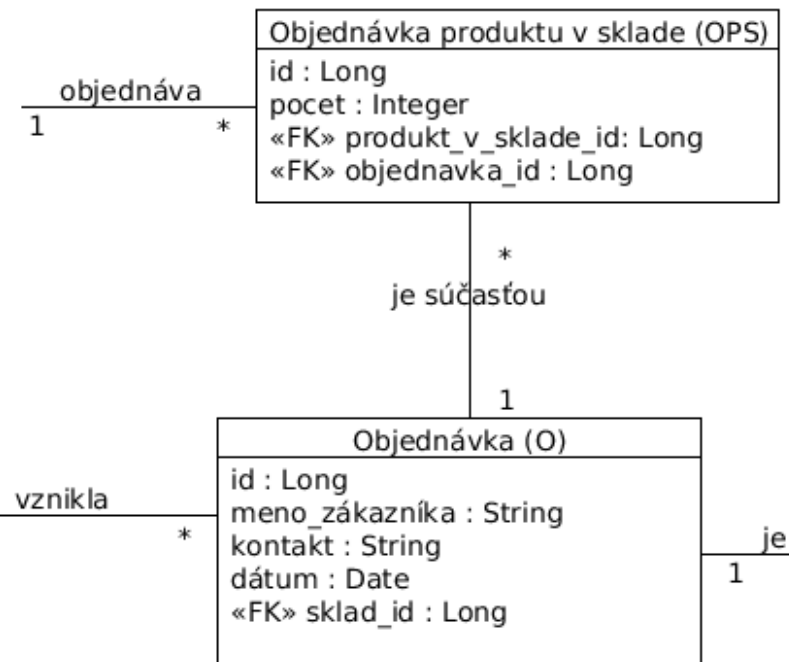 Objednávka produktu v sklade (OPS)
id : Long
pocet : Integer
«FK» produkt_v_sklade_id: Long
«FK» objednavka_id : Long
objednáva
1
*
*
je súčasťou
1
Objednávka (O)
id : Long
meno_zákazníka : String
kontakt : String
dátum : Date
«FK» sklad_id : Long
vznikla
*
je
1